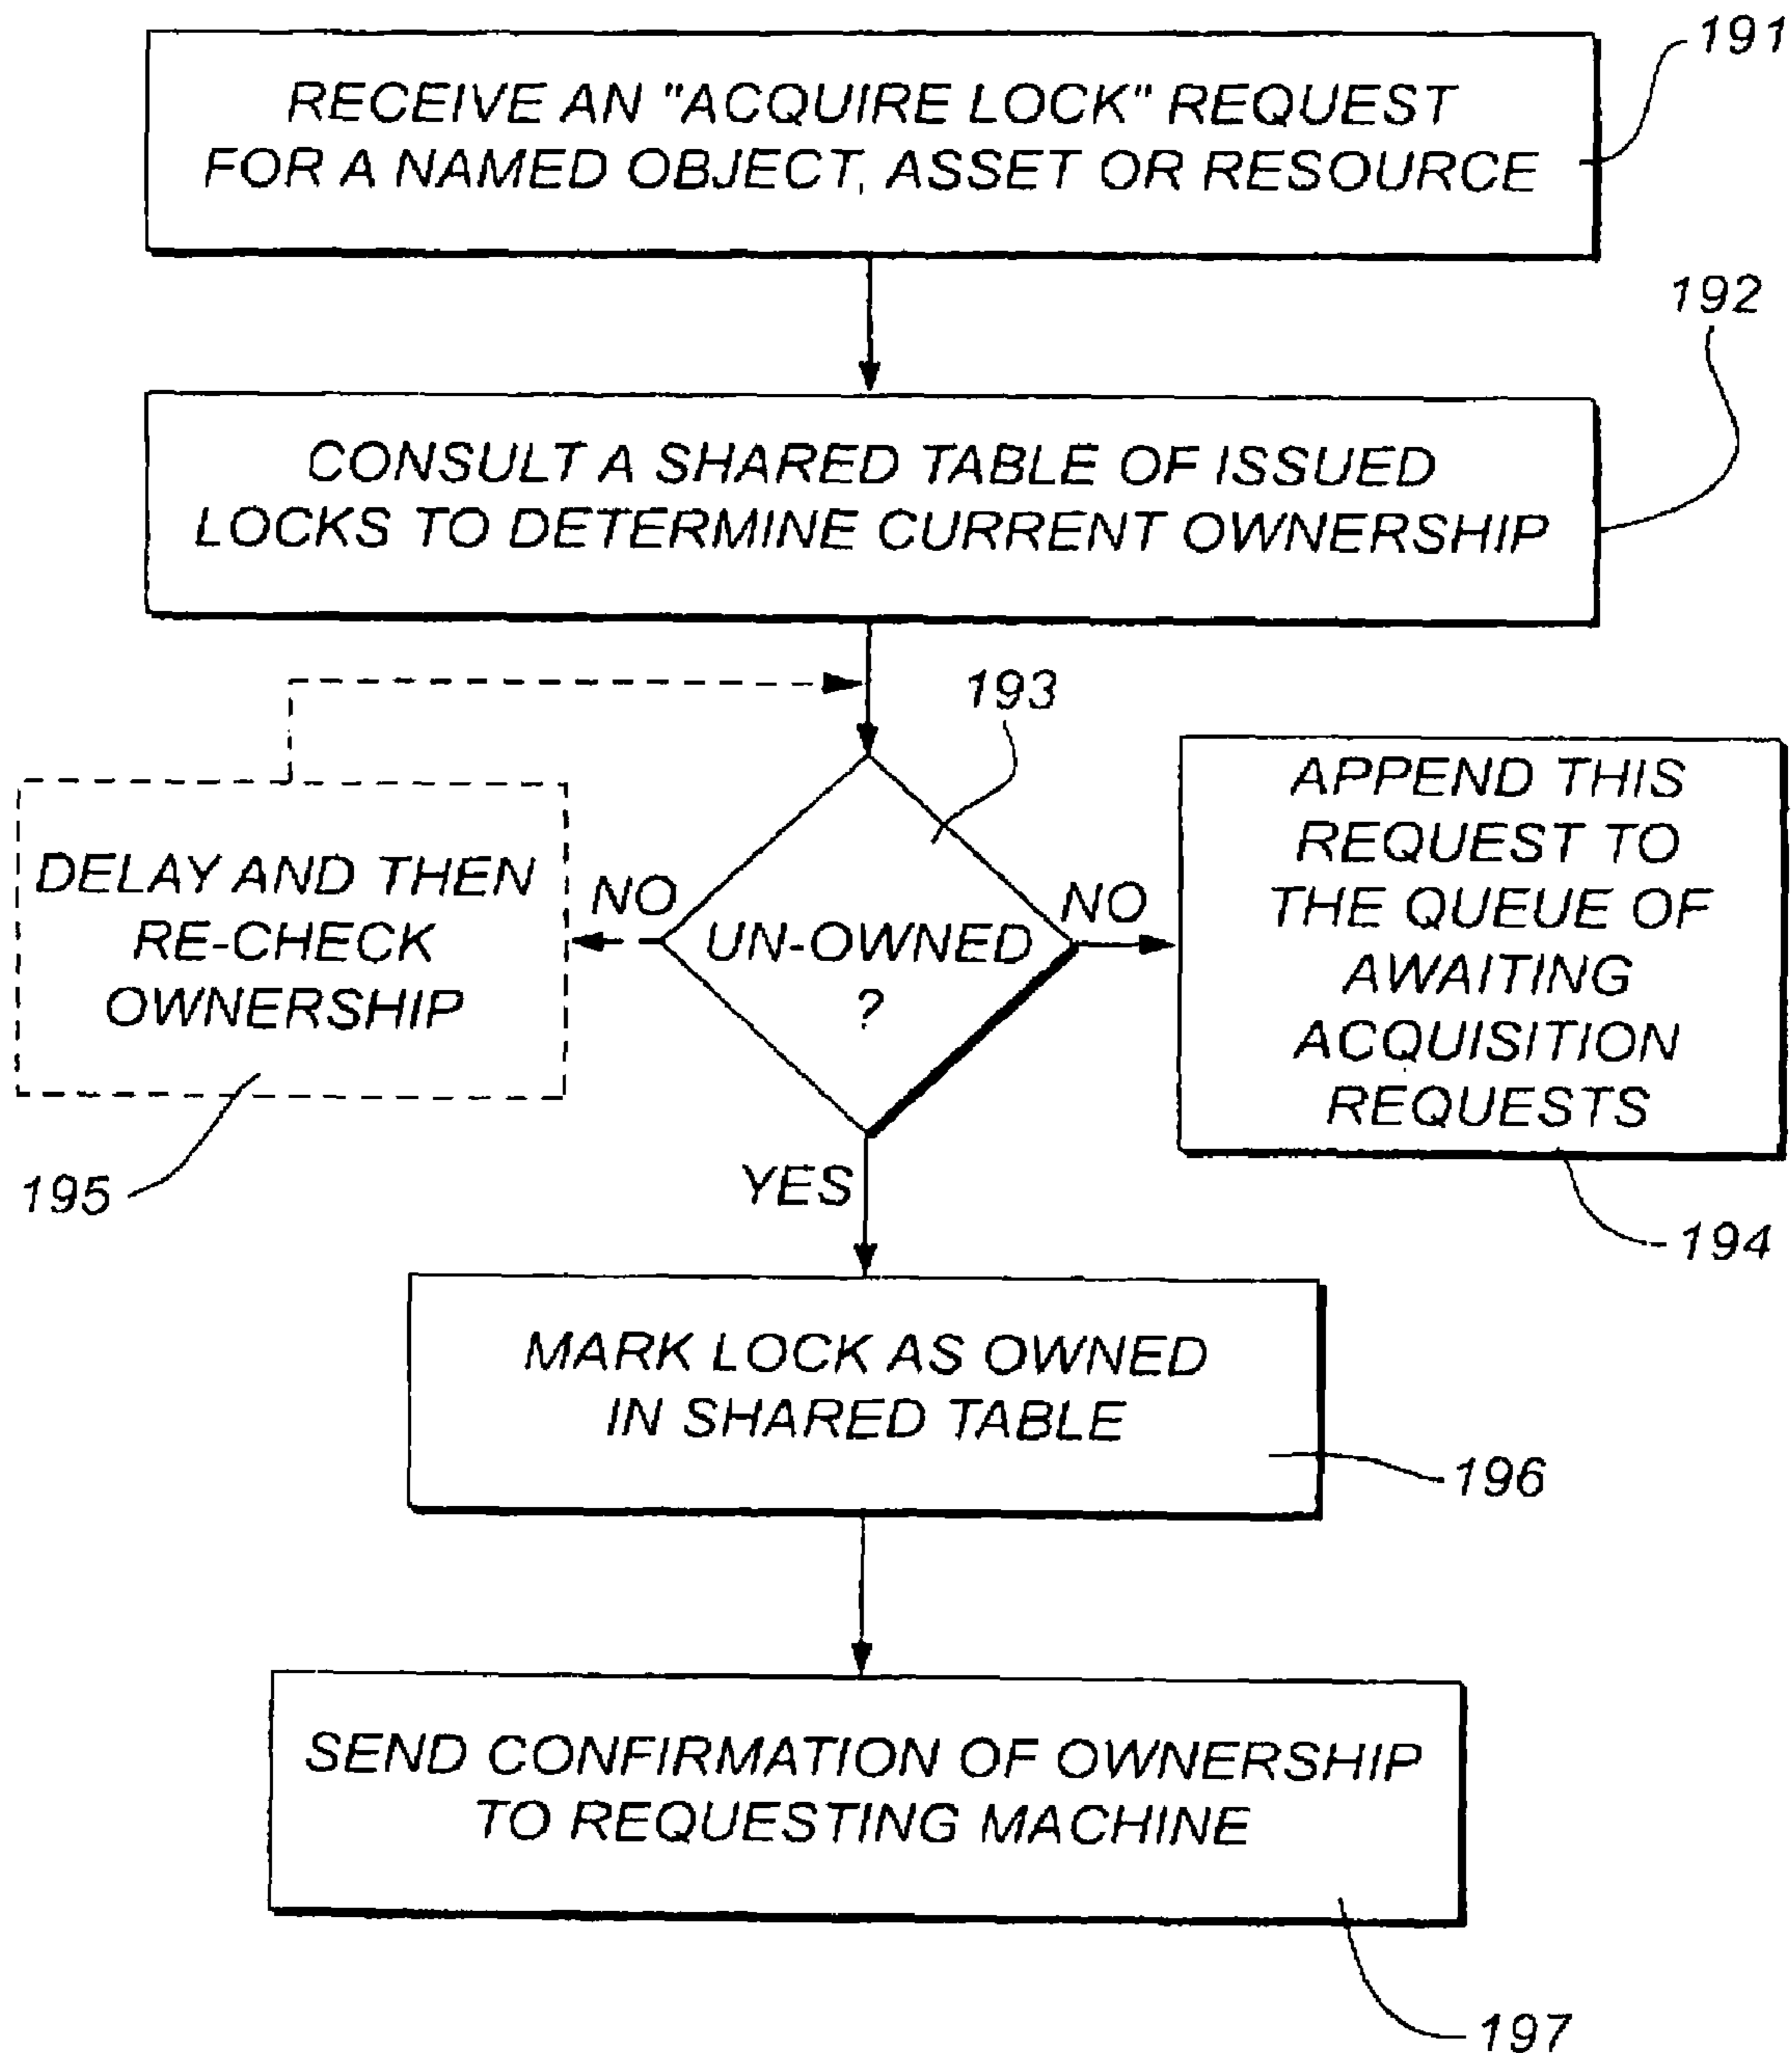 191
RECEIVE AN "ACQUIRE LOCK" REQUEST
FOR A NAMED OBJECT, ASSET OR RESOURCE
192
CONSULT A SHARED TABLE OF ISSUED
LOCKS TO DETERMINE CURRENT OWNERSHIP
193
DELAY AND THEN
RE-CHECK
OWNERSHIP
195
NO
UN-OWNED
?
NO
APPEND THIS
REQUEST TO
THE QUEUE OF
AWAITING
ACQUISITION
REQUESTS
194
YES
MARK LOCK AS OWNED
IN SHARED TABLE
196
SEND CONFIRMATION OF OWNERSHIP
TO REQUESTING MACHINE
197